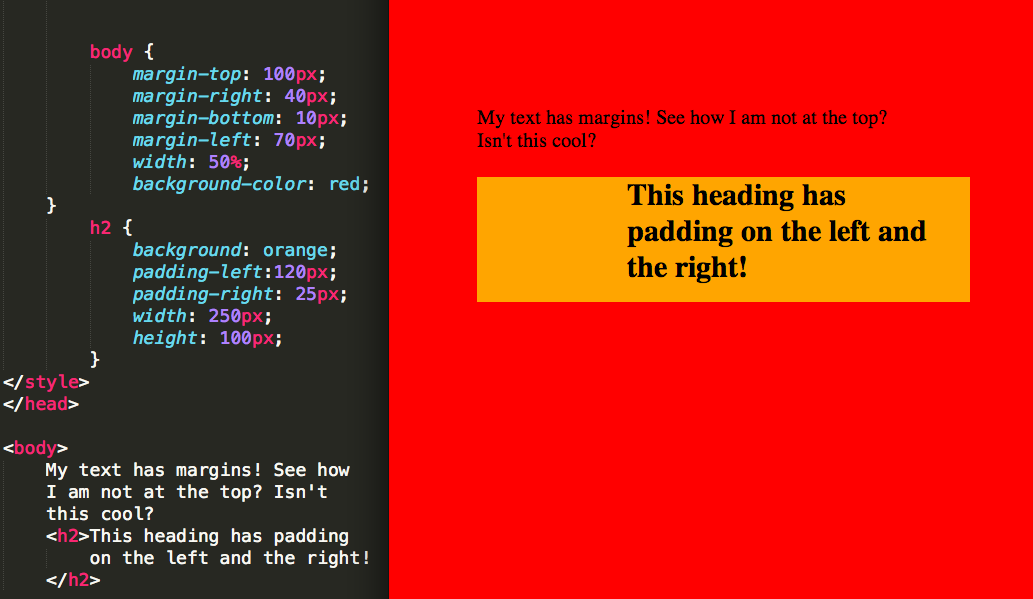 body {
margin-top: 100px;
margin-right: 40px;
margin-bottom: 10px;
margin-left: 70px;
width: 50%;
background-color: red;
}
h2 {
background: orange;
padding-left:120px;
padding-right: 25px;
width: 250px;
height: 100px;
}
</style>
</head>
<body>
My text has margins! See how
I am not at the top? Isn't
this cool?
<h2>This heading has padding
on the left and the right!
</h2>
My text has margins! See how I am not at the top?
Isn't this cool?
This heading has
padding on the left and
the right!